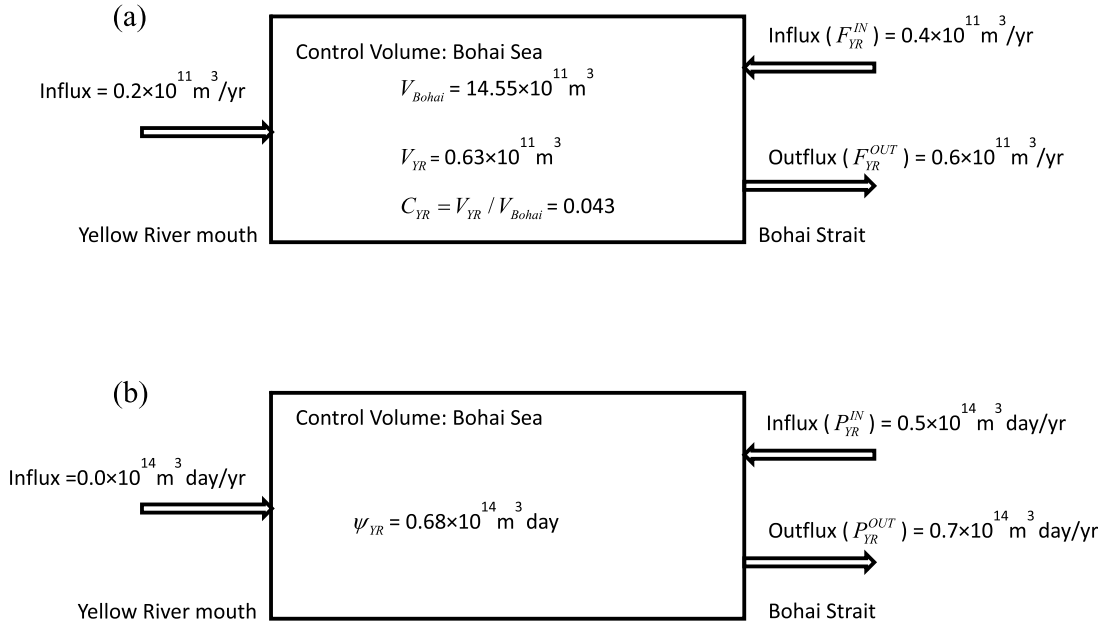 (a)
Control Volume: Bohai Sea
V_Bohai = 14.55×10^11 m^3
V_YR = 0.63×10^11 m^3
C_YR = V_YR / V_Bohai = 0.043
Influx = 0.2×10^11 m^3/yr
Yellow River mouth
Influx (F_YR^IN) = 0.4×10^11 m^3/yr
Outflux (F_YR^OUT) = 0.6×10^11 m^3/yr
Bohai Strait
(b)
Control Volume: Bohai Sea
ψ_YR = 0.68×10^14 m^3 day
Influx =0.0×10^14 m^3 day/yr
Yellow River mouth
Influx (P_YR^IN) = 0.5×10^14 m^3 day/yr
Outflux (P_YR^OUT) = 0.7×10^14 m^3 day/yr
Bohai Strait